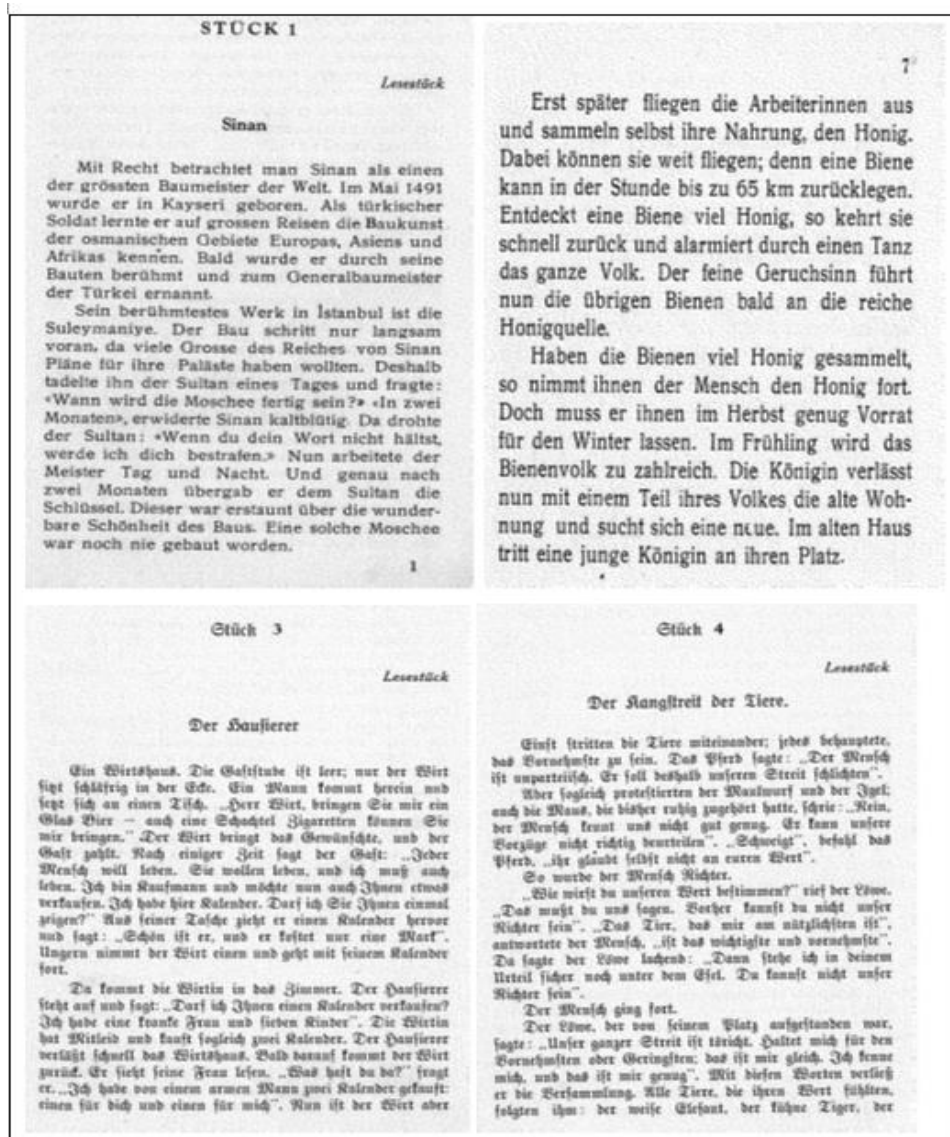 STÜCK 1
Lesestück
Sinan
Mit Recht betrachtet man Sinan als einen
der grössten Baumeister der Welt. Im Mai 1491
wurde er in Kayseri geboren. Als türkischer
Soldat lernte er auf grossen Reisen die Baukunst
der osmanischen Gebiete Europas, Asiens und
Afrikas kennen. Bald wurde er durch seine
Bauten berühmt und zum Generalbaumeister
der Türkei ernannt.
Sein berühmtestes Werk in İstanbul ist die
Suleymaniye. Der Bau schritt nur langsam
voran, da viele Grosse des Reiches von Sinan
Pläne für ihre Paläste haben wollten. Deshalb
tadelte ihn der Sultan eines Tages und fragte:
«Wann wird die Moschee fertig sein?» «In zwei
Monaten», erwiderte Sinan kaltblütig. Da drohte
der Sultan: «Wenn du dein Wort nicht hältst,
werde ich dich bestrafen.» Nun arbeitete der
Meister Tag und Nacht. Und genau nach
zwei Monaten übergab er dem Sultan die
Schlüssel. Dieser war erstaunt über die wunder-
bare Schönheit des Baus. Eine solche Moschee
war noch nie gebaut worden.
1
7
Erst später fliegen die Arbeiterinnen aus
und sammeln selbst ihre Nahrung, den Honig.
Dabei können sie weit fliegen; denn eine Biene
kann in der Stunde bis zu 65 km zurücklegen.
Entdeckt eine Biene viel Honig, so kehrt sie
schnell zurück und alarmiert durch einen Tanz
das ganze Volk. Der feine Geruchsinn führt
nun die übrigen Bienen bald an die reiche
Honigquelle.
Haben die Bienen viel Honig gesammelt,
so nimmt ihnen der Mensch den Honig fort.
Doch muss er ihnen im Herbst genug Vorrat
für den Winter lassen. Im Frühling wird das
Bienenvolk zu zahlreich. Die Königin verlässt
nun mit einem Teil ihres Volkes die alte Woh-
nung und sucht sich eine neue. Im alten Haus
tritt eine junge Königin an ihren Platz.
Stück 3
Lesestück
Der Hausierer
Ein Wirtshaus. Die Gaststube ist leer; nur der Wirt
sitzt schläfrig in der Ecke. Ein Mann kommt herein und
setzt sich an einen Tisch. „Herr Wirt, bringen Sie mir ein
Glas Bier — auch eine Schachtel Zigaretten können Sie
mir bringen.” Der Wirt bringt das Gewünschte, und der
Gast zahlt. Nach einiger Zeit sagt der Gast: „Jeder
Mensch will leben. Sie wollen leben, und ich muß auch
leben. Ich bin Kaufmann und möchte nun auch Ihnen etwas
verkaufen. Ich habe hier Kalender. Darf ich Sie Ihnen einmal
zeigen?” Aus seiner Tasche zieht er einen Kalender hervor
und sagt: „Schön ist er, und er kostet nur eine Mark”.
Ungern nimmt der Wirt einen und geht mit seinem Kalender
fort.
Da kommt die Wirtin in das Zimmer. Der Hausierer
steht auf und sagt: „Darf ich Ihnen einen Kalender verkaufen?
Ich habe eine kranke Frau und sieben Kinder”. Die Wirtin
hat Mitleid und kauft sogleich zwei Kalender. Der Hausierer
verläßt schnell das Wirtshaus. Bald darauf kommt der Wirt
zurück. Er sieht seine Frau lesen. „Was hast du da?” fragt
er. „Ich habe von einem armen Mann zwei Kalender gekauft:
einen für dich und einen für mich”. Nun ist der Wirt aber
Stück 4
Lesestück
Der Rangstreit der Tiere.
Einst stritten die Tiere miteinander; jedes behauptete,
das Vornehmste zu sein. Das Pferd sagte: „Der Mensch
ist unparteiisch. Er soll deshalb unseren Streit schlichten”.
Aber sogleich protestierten der Maulwurf und der Igel;
auch die Maus, die bisher ruhig zugehört hatte, schrie: „Nein,
der Mensch kennt uns nicht gut genug. Er kann unsere
Vorzüge nicht richtig beurteilen”. „Schweigt”, befahl das
Pferd, „ihr glaubt selbst nicht an euren Wert”.
So wurde der Mensch Richter.
„Wie wirst du unseren Wert bestimmen?” rief der Löwe.
„Das mußt du uns sagen. Vorher kannst du nicht unser
Richter sein”. „Das Tier, das mir am nützlichsten ist”,
antwortete der Mensch, „ist das wichtigste und vornehmste”.
Da sagte der Löwe lachend: „Dann stehe ich in deinem
Urteil sicher noch unter dem Esel. Du kannst nicht unser
Richter sein”.
Der Mensch ging fort.
Der Löwe, der von seinem Platz aufgestanden war,
sagte: „Unser ganzer Streit ist töricht. Haltet mich für den
Vornehmsten oder Geringsten; das ist mir gleich. Ich kenne
mich, und das ist mir genug”. Mit diesen Worten verließ
er die Versammlung. Alle Tiere, die ihren Wert fühlten,
folgten ihm: der weise Elefant, der kühne Tiger, der